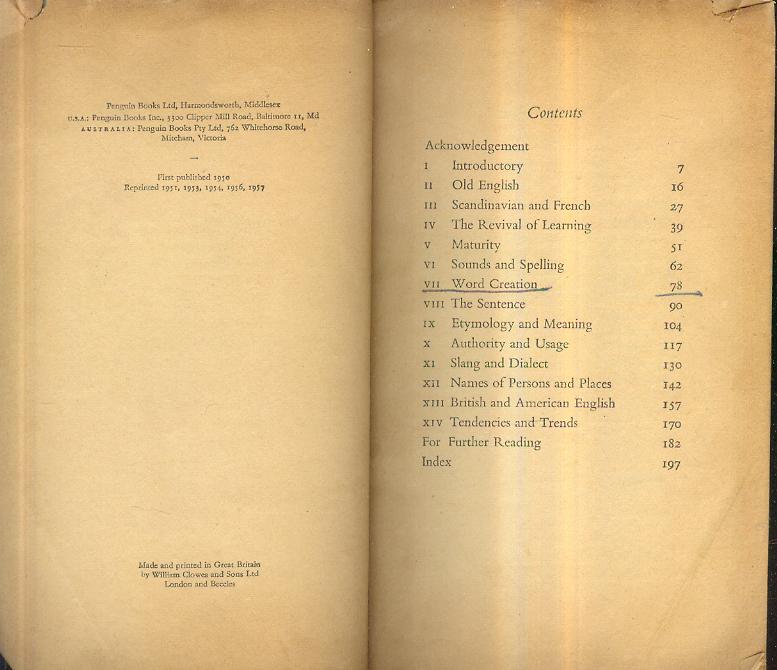 Penguin Books Ltd, Harmondsworth, Middlesex
U.S.A.: Penguin Books Inc., 3300 Clipper Mill Road, Baltimore 11, Md
AUSTRALIA: Penguin Books Pty Ltd, 762 Whitehorse Road,
Mitcham, Victoria
—
First published 1950
Reprinted 1951, 1953, 1954, 1956, 1957
Made and printed in Great Britain
by William Clowes and Sons Ltd
London and Beccles
Contents
Acknowledgement
I Introductory 7
II Old English 16
III Scandinavian and French 27
IV The Revival of Learning 39
V Maturity 51
VI Sounds and Spelling 62
VII Word Creation 78
VIII The Sentence 90
IX Etymology and Meaning 104
X Authority and Usage 117
XI Slang and Dialect 130
XII Names of Persons and Places 142
XIII British and American English 157
XIV Tendencies and Trends 170
For Further Reading 182
Index 197